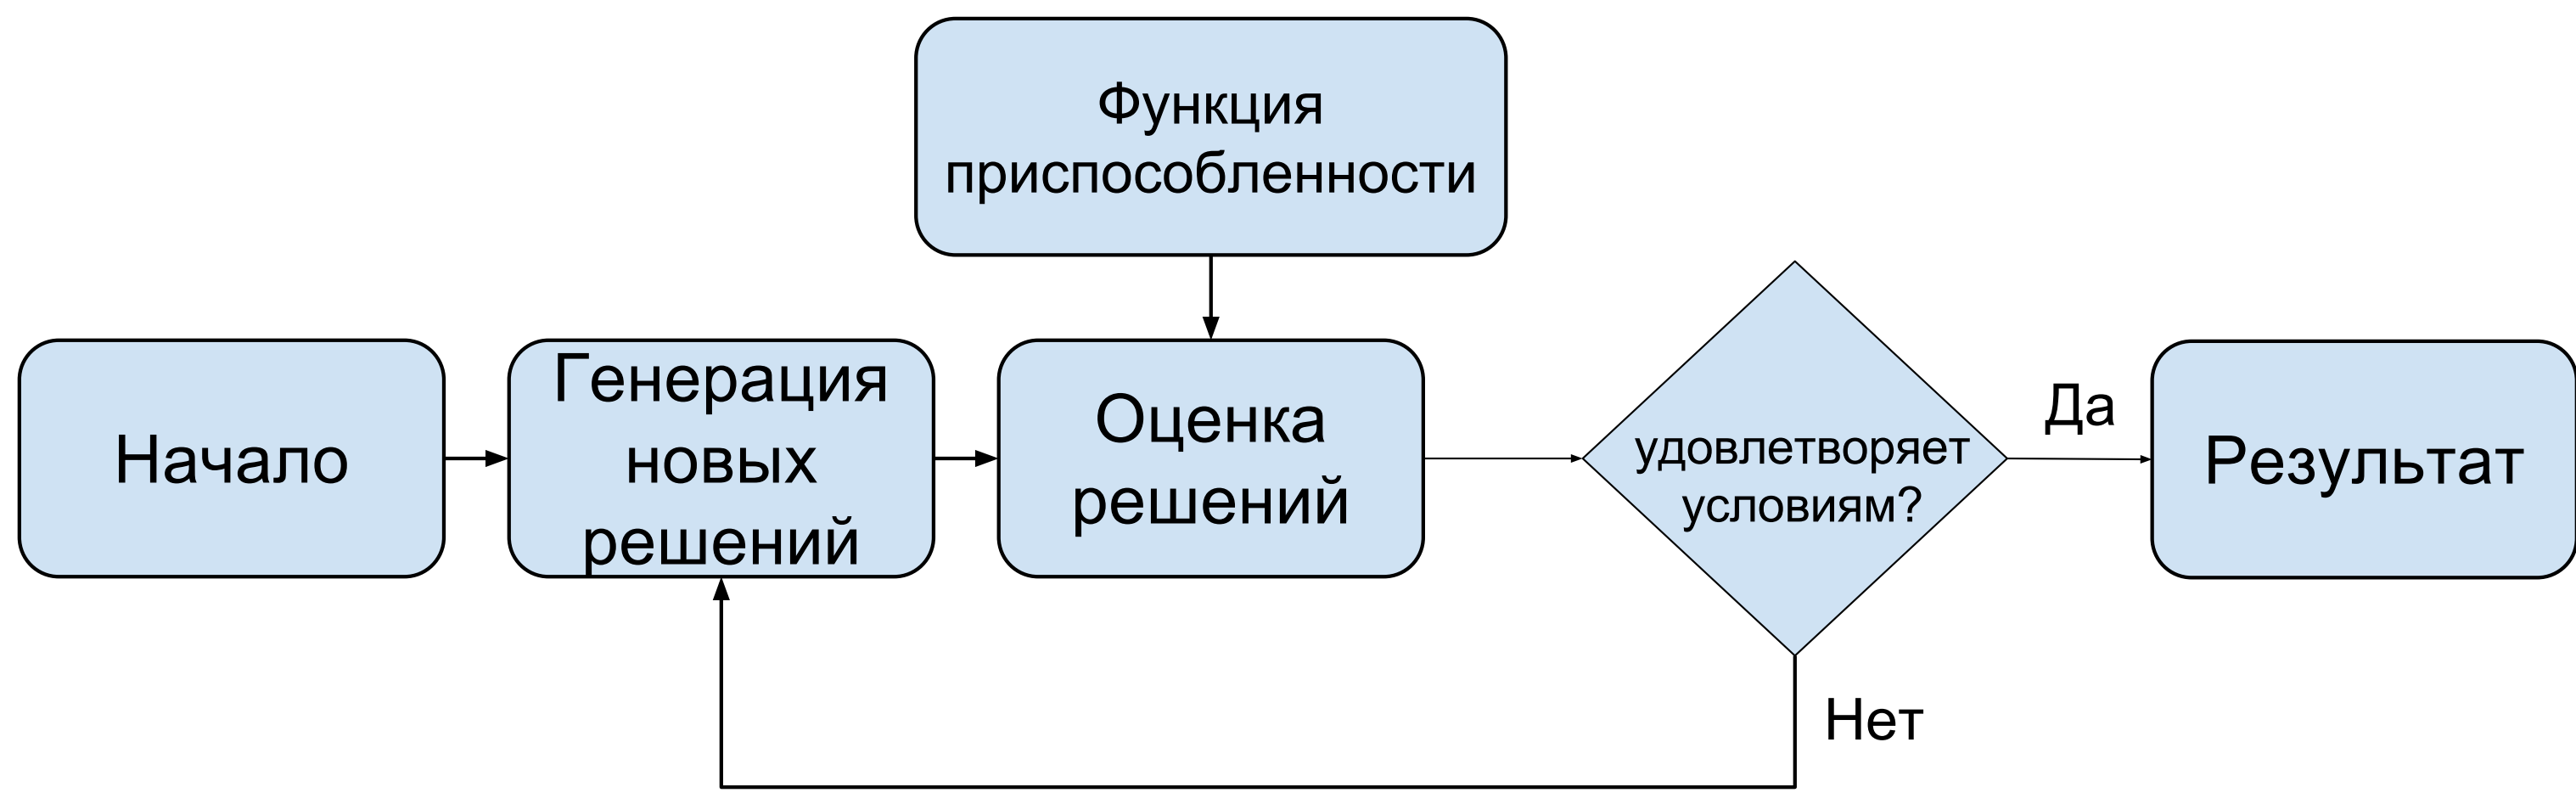 Функция
приспособленности
Начало
Генерация
новых
решений
Оценка
решений
удовлетворяет
условиям?
Да
Результат
Нет